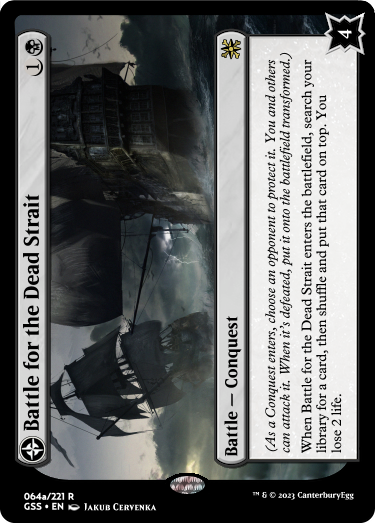 Battle for the Dead Strait
Battle — Conquest
(As a Conquest enters, choose an opponent to protect it. You and others
can attack it. When it's defeated, put it onto the battlefield transformed.)
When Battle for the Dead Strait enters the battlefield, search your
library for a card, then shuffle and put that card on top. You
lose 2 life.
4
064a/221 R
GSS • EN Jakub Cervenka
™ & © 2023 CanterburyEgg